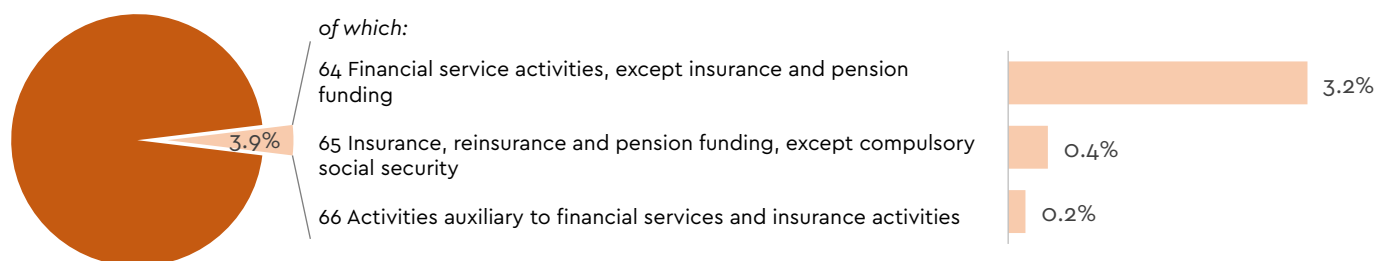 of which:
64 Financial service activities, except insurance and pension
funding
3.2%
3.9%
65 Insurance, reinsurance and pension funding, except compulsory
social security
0.4%
66 Activities auxiliary to financial services and insurance activities
0.2%